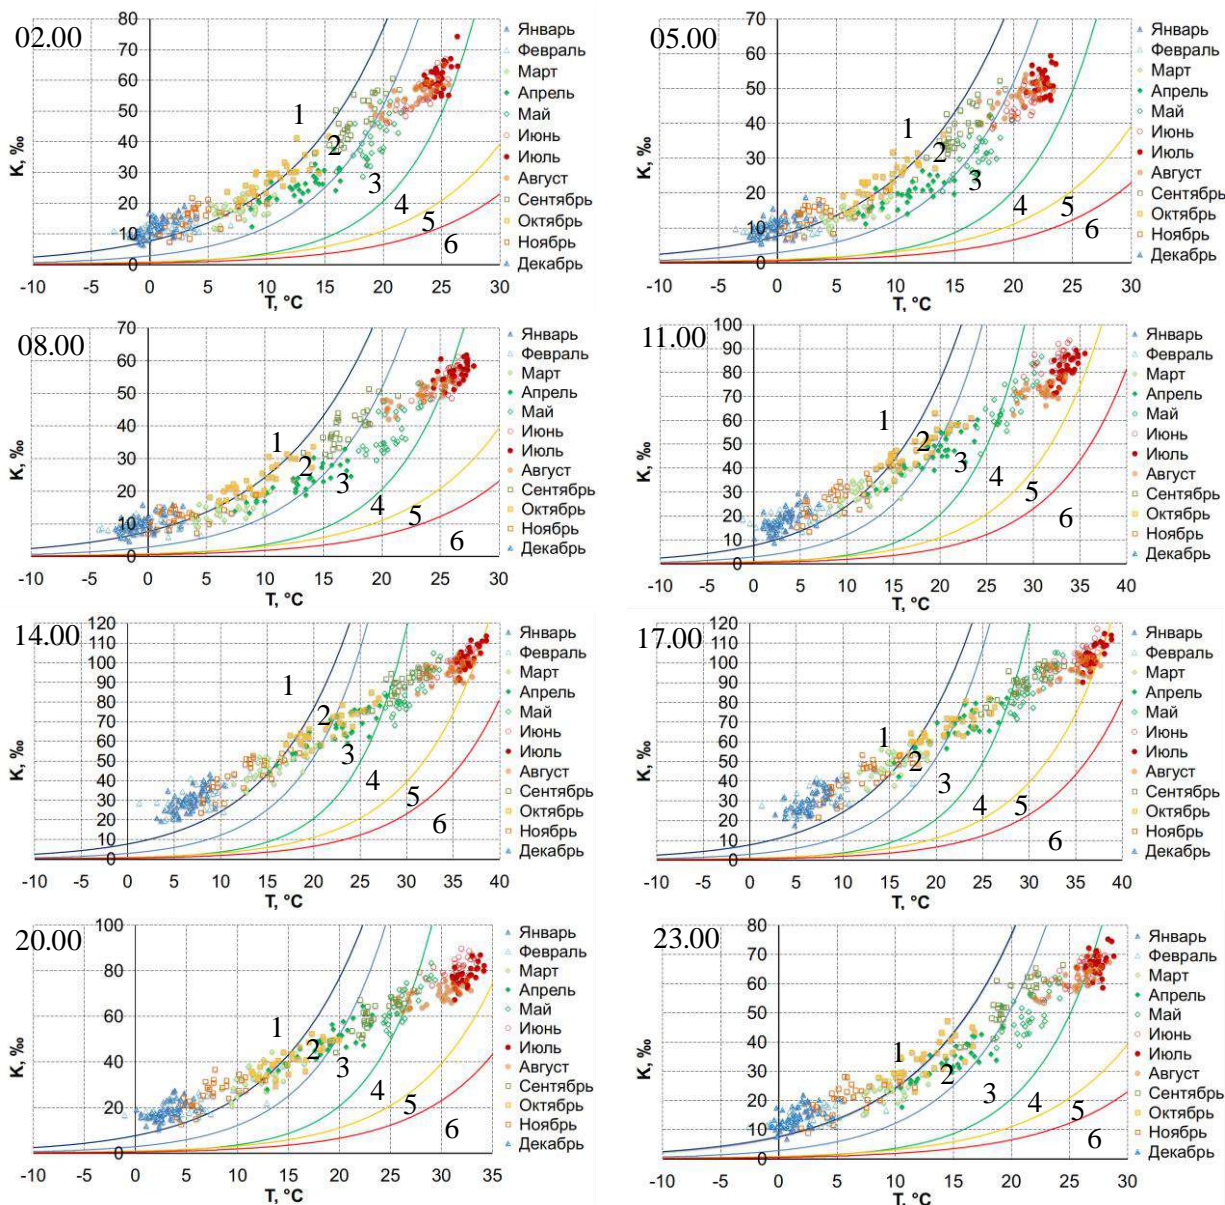 02.00
K, ‰
80
70
60
50
40
30
20
10
0
-10 -5 0 5 10 15 20 25 30
T, °C
1
2
3
4
5
6
Январь
Февраль
Март
Апрель
Май
Июнь
Июль
Август
Сентябрь
Октябрь
Ноябрь
Декабрь
05.00
K, ‰
70
60
50
40
30
20
10
0
-10 -5 0 5 10 15 20 25 30
T, °C
1
2
3
4
5
6
Январь
Февраль
Март
Апрель
Май
Июнь
Июль
Август
Сентябрь
Октябрь
Ноябрь
Декабрь
08.00
K, ‰
70
60
50
40
30
20
10
0
-10 -5 0 5 10 15 20 25 30
T, °C
1
2
3
4
5
6
Январь
Февраль
Март
Апрель
Май
Июнь
Июль
Август
Сентябрь
Октябрь
Ноябрь
Декабрь
11.00
K, ‰
100
90
80
70
60
50
40
30
20
10
0
-10 -5 0 5 10 15 20 25 30 35 40
T, °C
1
2
3
4
5
6
Январь
Февраль
Март
Апрель
Май
Июнь
Июль
Август
Сентябрь
Октябрь
Ноябрь
Декабрь
14.00
K, ‰
120
110
100
90
80
70
60
50
40
30
20
10
0
-10 -5 0 5 10 15 20 25 30 35 40
T, °C
1
2
3
4
5
6
Январь
Февраль
Март
Апрель
Май
Июнь
Июль
Август
Сентябрь
Октябрь
Ноябрь
Декабрь
17.00
K, ‰
120
110
100
90
80
70
60
50
40
30
20
10
0
-10 -5 0 5 10 15 20 25 30 35 40
T, °C
1
2
3
4
5
6
Январь
Февраль
Март
Апрель
Май
Июнь
Июль
Август
Сентябрь
Октябрь
Ноябрь
Декабрь
20.00
K, ‰
100
80
60
40
20
0
-10 -5 0 5 10 15 20 25 30 35
T, °C
1
2
3
4
5
6
Январь
Февраль
Март
Апрель
Май
Июнь
Июль
Август
Сентябрь
Октябрь
Ноябрь
Декабрь
23.00
K, ‰
80
70
60
50
40
30
20
10
0
-10 -5 0 5 10 15 20 25 30
T, °C
1
2
3
4
5
6
Январь
Февраль
Март
Апрель
Май
Июнь
Июль
Август
Сентябрь
Октябрь
Ноябрь
Декабрь